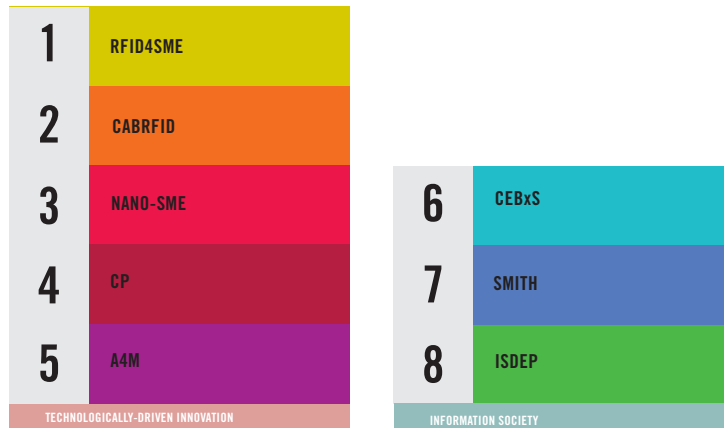 1 RFID4SME
2 CABRFID
3 NANO-SME
4 CP
5 A4M
TECHNOLOGICALLY-DRIVEN INNOVATION
6 CEBxS
7 SMITH
8 ISDEP
INFORMATION SOCIETY